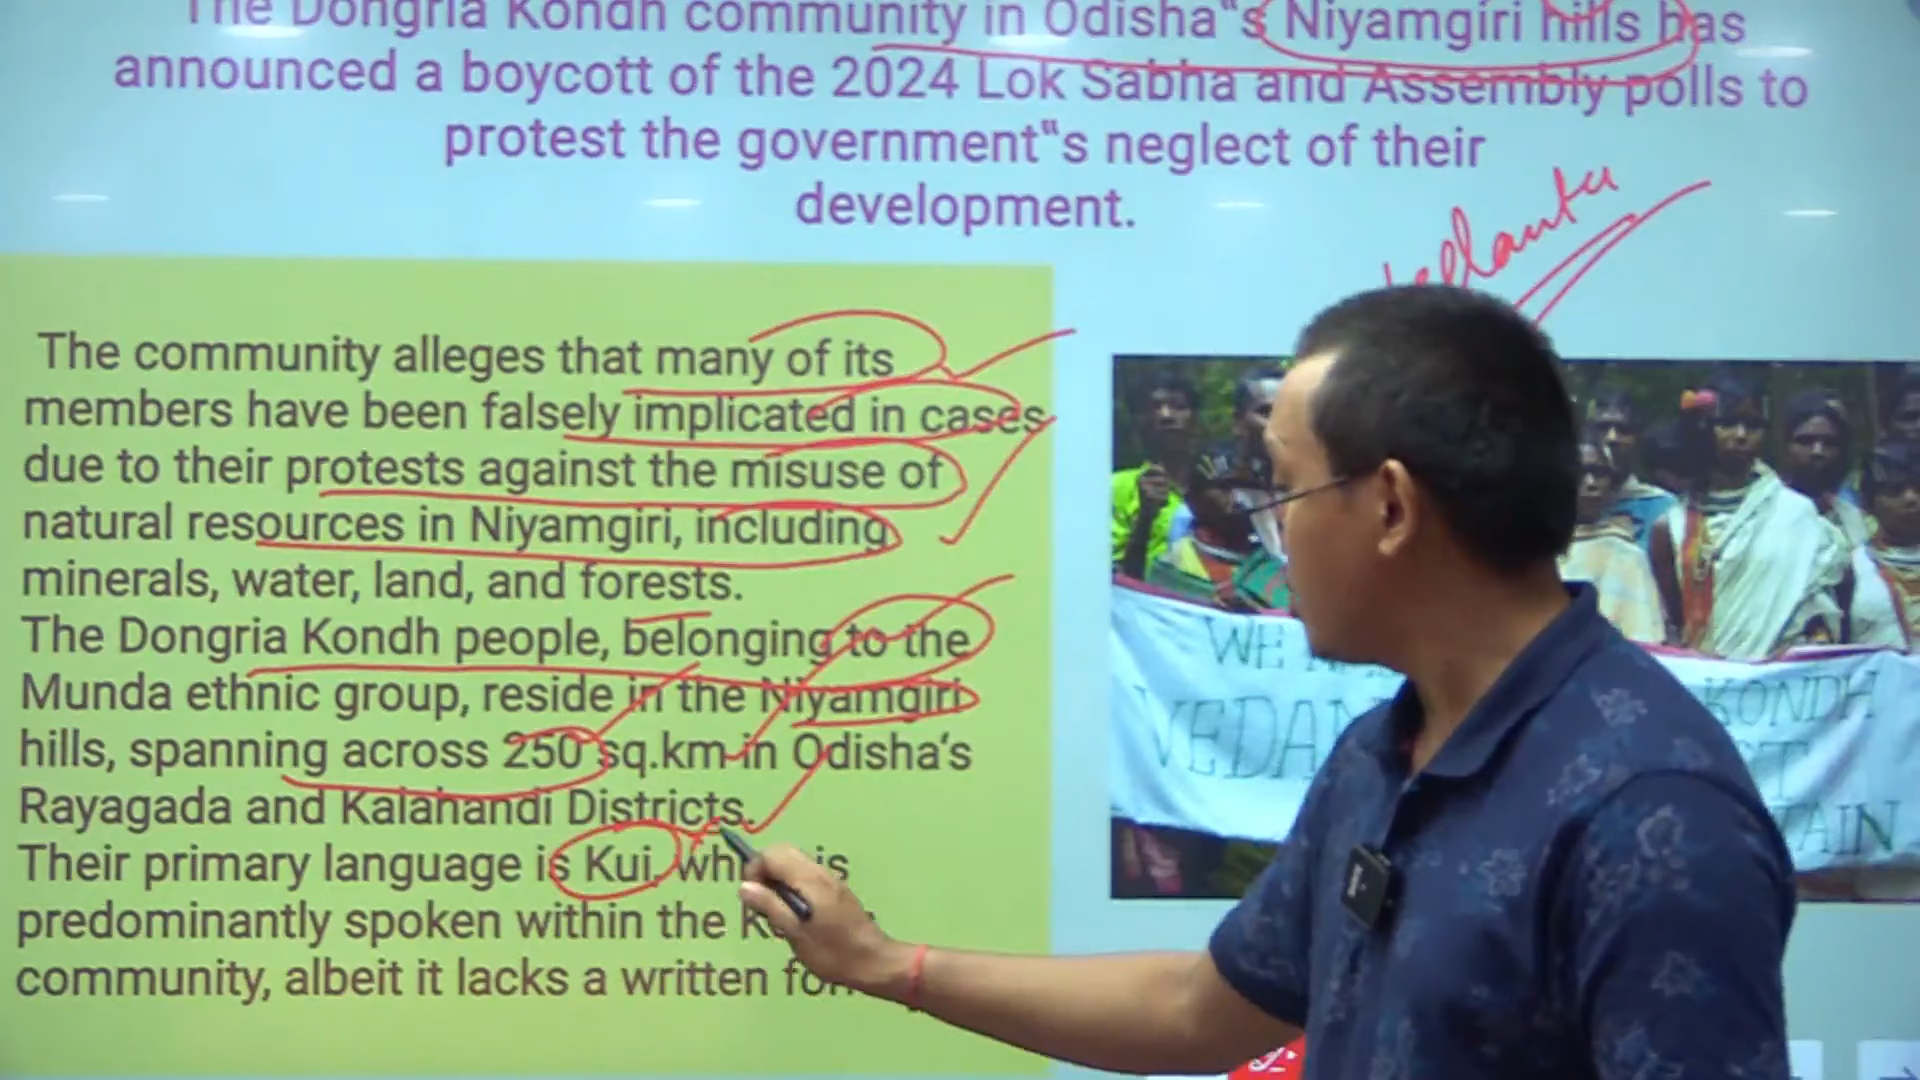 The Dongria Kondh community in Odisha‟s Niyamgiri hills has
announced a boycott of the 2024 Lok Sabha and Assembly polls to
protest the government‟s neglect of their
development.
The community alleges that many of its
members have been falsely implicated in cases
due to their protests against the misuse of
natural resources in Niyamgiri, including
minerals, water, land, and forests.
The Dongria Kondh people, belonging to the
Munda ethnic group, reside in the Niyamgiri
hills, spanning across 250 sq.km in Odisha‘s
Rayagada and Kalahandi Districts.
Their primary language is Kui, is
predominantly spoken within the
community, albeit it lacks a written
WE
KONDH